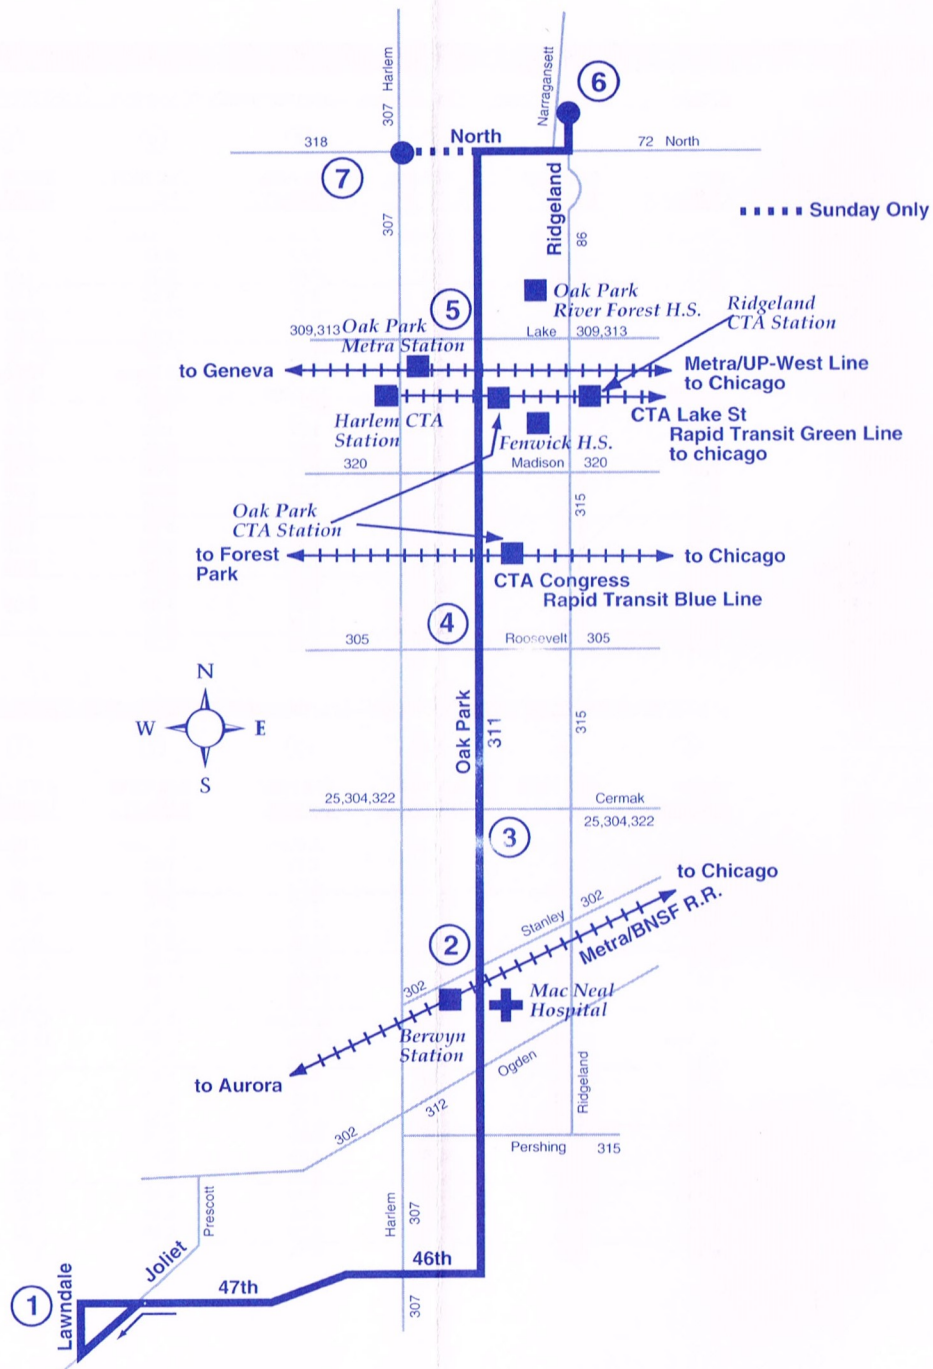 6
Narragansett
Harlem
307
North
318
72 North
7
307
Ridgeland
86
Sunday Only
Oak Park
River Forest H.S.
Ridgeland
CTA Station
5
309,313
Oak Park
Metra Station
Lake
309,313
to Geneva
Metra/UP-West Line
to Chicago
Harlem CTA
Station
CTA Lake St
Rapid Transit Green Line
to chicago
Fenwick H.S.
320
Madison
320
315
Oak Park
CTA Station
to Forest
Park
to Chicago
CTA Congress
Rapid Transit Blue Line
4
305
Roosevelt
305
N
W
E
S
Oak Park
311
315
25,304,322
Cermak
25,304,322
3
to Chicago
Stanley
302
Metra/BNSF R.R.
2
302
Mac Neal
Hospital
Berwyn
Station
to Aurora
Ogden
Ridgeland
312
302
Pershing
315
Prescott
Harlem
307
Joliet
46th
47th
1
Lawndale
307